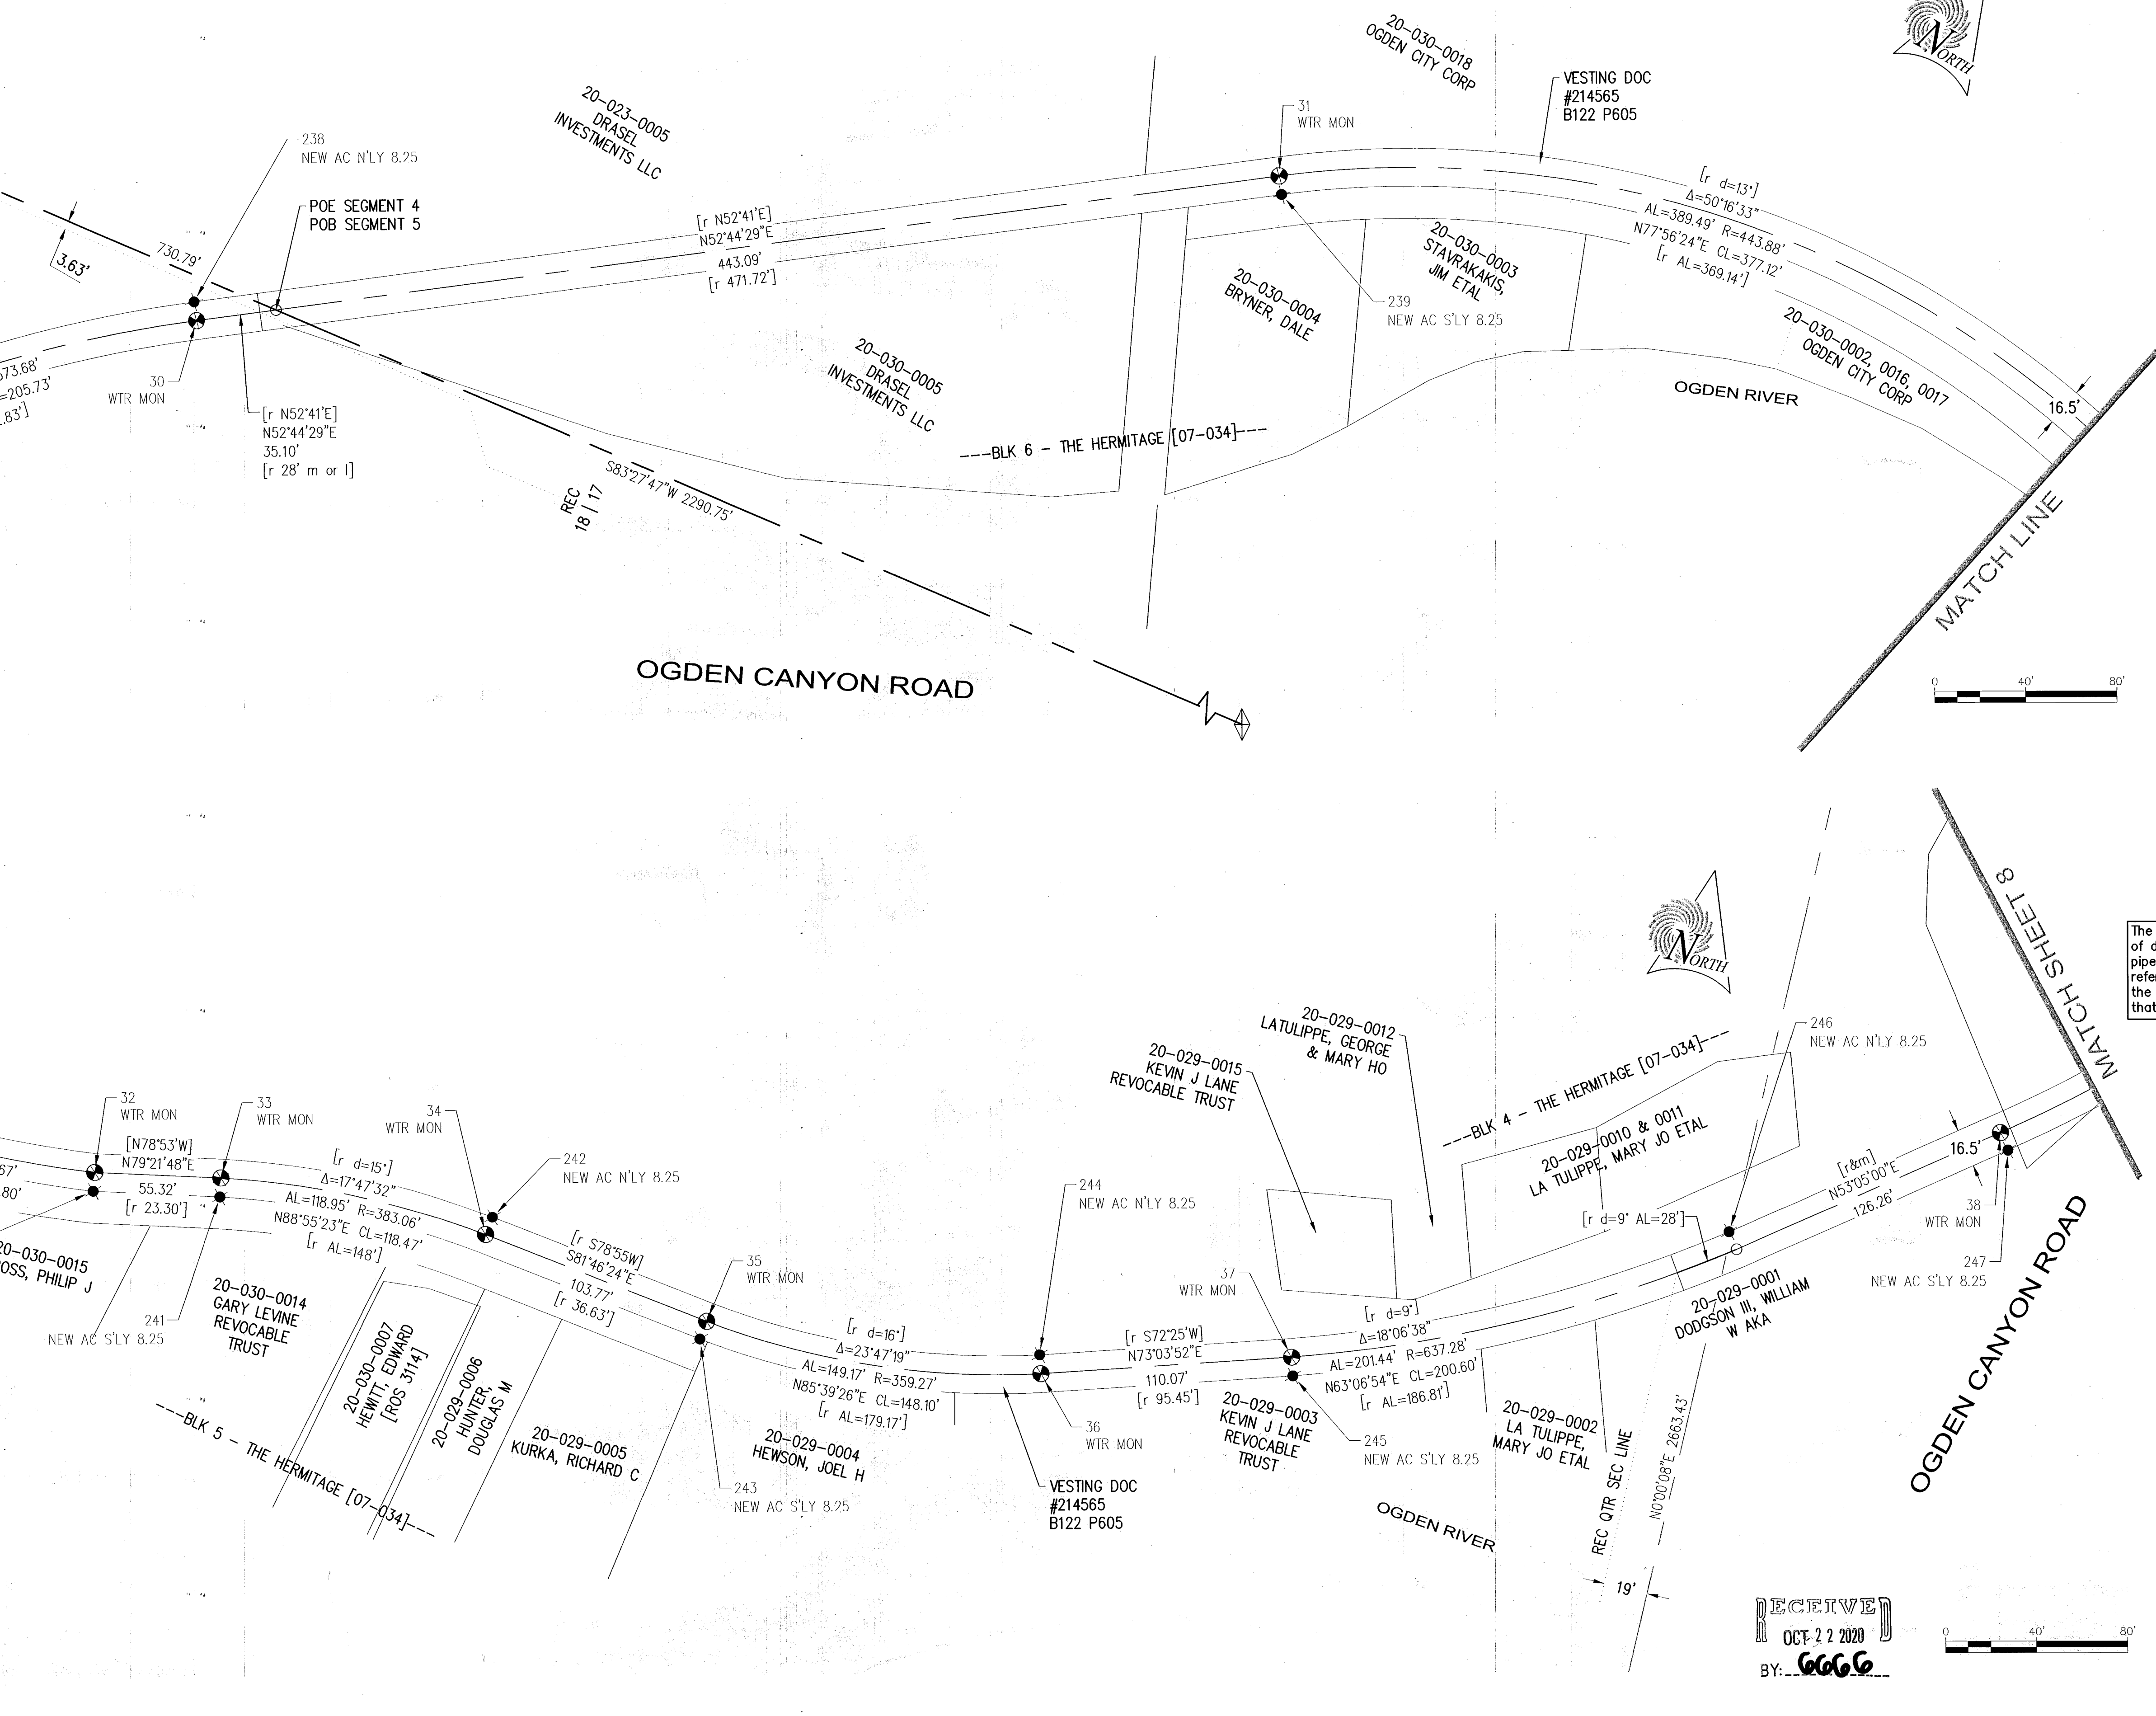 20-030-0018
OGDEN CITY CORP
NORTH
VESTING DOC
#214565
B122 P605
31
WTR MON
20-023-0005
DRASEL
INVESTMENTS LLC
238
NEW AC N'LY 8.25
POE SEGMENT 4
POB SEGMENT 5
730.79'
3.63'
[r N52°41'E]
N52°44'29"E
443.09'
[r 471.72']
[r d=13°]
Δ=50°16'33"
AL=389.49' R=443.88'
N77°56'24"E CL=377.12'
[r AL=369.14']
20-030-0003
STAVRAKAKIS,
JIM ETAL
20-030-0004
BRYNER, DALE
239
NEW AC S'LY 8.25
20-030-0002, 0016, 0017
OGDEN CITY CORP
16.5'
OGDEN RIVER
573.68'
=205.73'
.83']
30
WTR MON
[r N52°41'E]
N52°44'29"E
35.10'
[r 28' m or l]
20-030-0005
DRASEL
INVESTMENTS LLC
---BLK 6 - THE HERMITAGE [07-034]---
S83°27'47"W 2290.75'
REC
18 | 17
MATCH LINE
OGDEN CANYON ROAD
0 40' 80'
MATCH SHEET 8
The
of d
pipe
refer
the
that
NORTH
20-029-0012
LATULIPPE, GEORGE
& MARY HO
20-029-0015
KEVIN J LANE
REVOCABLE TRUST
---BLK 4 - THE HERMITAGE [07-034]---
246
NEW AC N'LY 8.25
20-029-0010 & 0011
LA TULIPPE, MARY JO ETAL
32
WTR MON
33
WTR MON
34
WTR MON
[N78°53'W]
N79°21'48"E
55.32'
[r 23.30']
67'
80'
[r d=15°]
Δ=17°47'32"
AL=118.95' R=383.06'
N88°55'23"E CL=118.47'
[r AL=148']
242
NEW AC N'LY 8.25
[r S78°55W]
S81°46'24"E
103.77'
[r 36.63']
35
WTR MON
244
NEW AC N'LY 8.25
[r d=16°]
Δ=23°47'19"
AL=149.17' R=359.27'
N85°39'26"E CL=148.10'
[r AL=179.17']
[r S72°25'W]
N73°03'52"E
110.07'
[r 95.45']
37
WTR MON
[r d=9°]
Δ=18°06'38"
AL=201.44' R=637.28'
N63°06'54"E CL=200.60'
[r AL=186.81']
[r d=9° AL=28']
[r&m]
N53°05'00"E
126.26'
16.5'
38
WTR MON
247
NEW AC S'LY 8.25
20-030-0015
OSS, PHILIP J
241
NEW AC S'LY 8.25
20-030-0014
GARY LEVINE
REVOCABLE
TRUST
20-030-0007
HEWITT, EDWARD
[ROS 3114]
20-029-0006
HUNTER,
DOUGLAS M
20-029-0005
KURKA, RICHARD C
---BLK 5 - THE HERMITAGE [07-034]---
243
NEW AC S'LY 8.25
20-029-0004
HEWSON, JOEL H
36
WTR MON
VESTING DOC
#214565
B122 P605
20-029-0003
KEVIN J LANE
REVOCABLE
TRUST
245
NEW AC S'LY 8.25
20-029-0002
LA TULIPPE,
MARY JO ETAL
20-029-0001
DODGSON III, WILLIAM
W AKA
OGDEN RIVER
REC QTR SEC LINE
N0°00'08"E 2663.43'
19'
OGDEN CANYON ROAD
RECEIVED
OCT 22 2020
BY: 6666
0 40' 80'